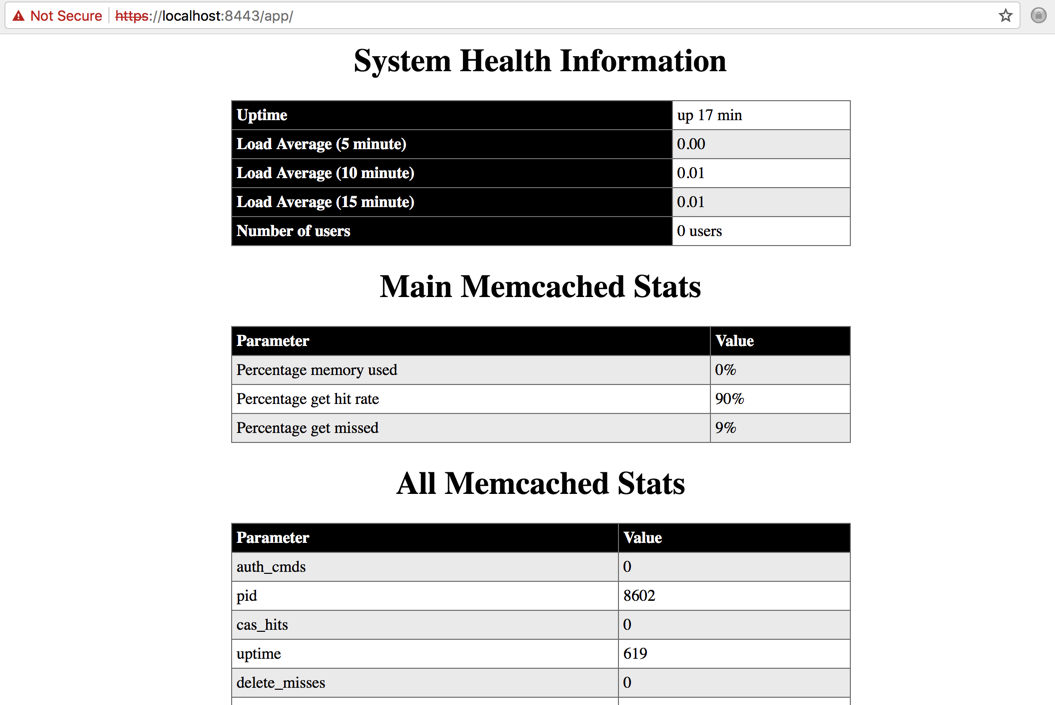 Not Secure https://localhost:8443/app/
System Health Information
Uptime up 17 min
Load Average (5 minute) 0.00
Load Average (10 minute) 0.01
Load Average (15 minute) 0.01
Number of users 0 users
Main Memcached Stats
Parameter Value
Percentage memory used 0%
Percentage get hit rate 90%
Percentage get missed 9%
All Memcached Stats
Parameter Value
auth_cmds 0
pid 8602
cas_hits 0
uptime 619
delete_misses 0